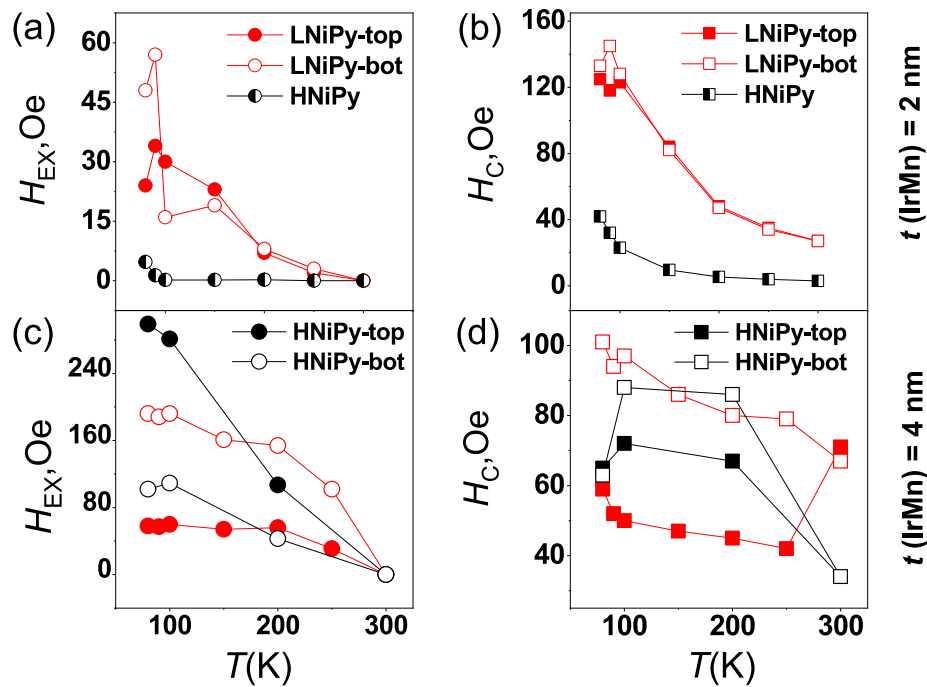 (a)
LNiPy-top
LNiPy-bot
HNiPy
60
45
30
15
0
H_EX,Oe
(b)
LNiPy-top
LNiPy-bot
HNiPy
160
120
80
40
0
H_C,Oe
t (IrMn) = 2 nm
(c)
HNiPy-top
HNiPy-bot
240
160
80
0
H_EX,Oe
100 200 300
T(K)
(d)
HNiPy-top
HNiPy-bot
100
80
60
40
H_C,Oe
100 200 300
T(K)
t (IrMn) = 4 nm